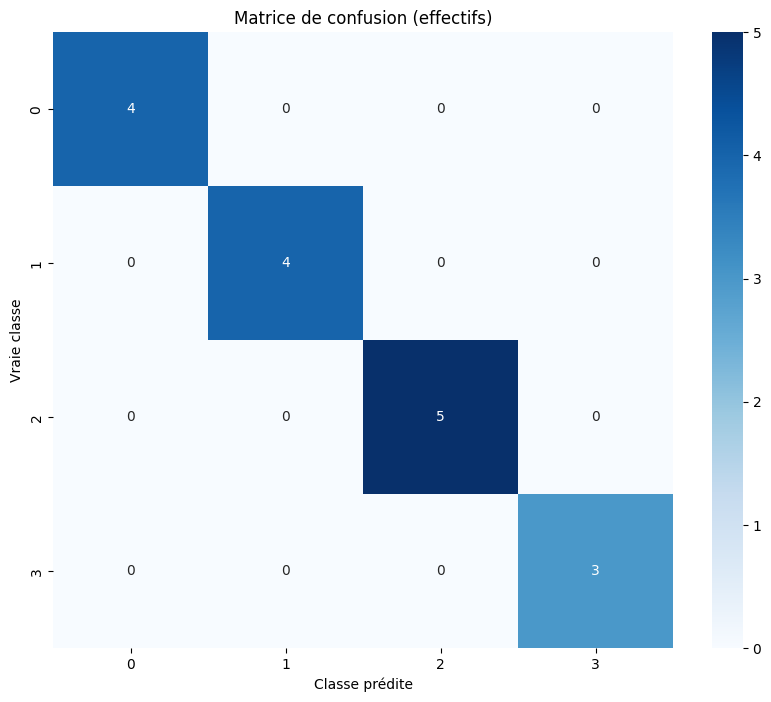 Matrice de confusion (effectifs)
4 0 0 0
0 4 0 0
0 0 5 0
0 0 0 3
0
1
2
3
Vraie classe
0 1 2 3
Classe prédite
5
4
3
2
1
0